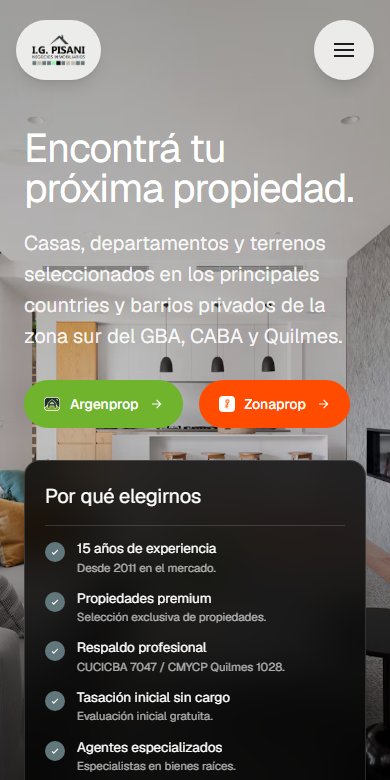 I.G. PISANI
NEGOCIOS INMOBILIARIOS
Encontrá tu
próxima propiedad.
Casas, departamentos y terrenos
seleccionados en los principales
countries y barrios privados de la
zona sur del GBA, CABA y Quilmes.
Argenprop →
Zonaprop →
Por qué elegirnos
15 años de experiencia
Desde 2011 en el mercado.
Propiedades premium
Selección exclusiva de propiedades.
Respaldo profesional
CUCICBA 7047 / CMYCP Quilmes 1028.
Tasación inicial sin cargo
Evaluación inicial gratuita.
Agentes especializados
Especialistas en bienes raíces.